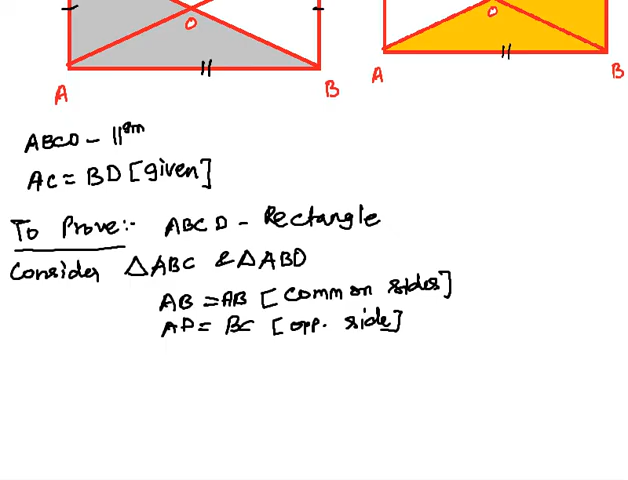 O
O
A
B
A
B
ABCD - ||gm
AC = BD [given]
To Prove:- ABCD - Rectangle
Consider △ABC & △ABD
AB = AB [Common sides]
AD = BC [opp. side]